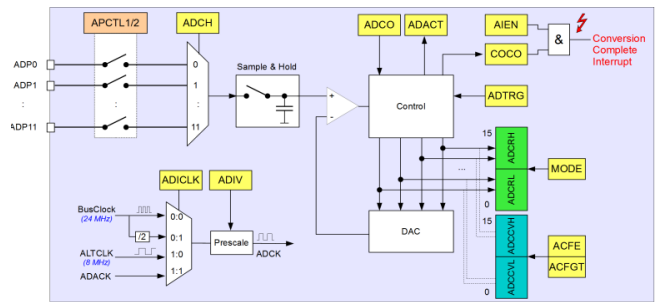 APCTL1/2
ADCH
ADCO
ADACT
AIEN
COCO
&
Conversion
Complete
Interrupt
ADP0
ADP1
:
:
ADP11
:
0
1
:
11
Sample & Hold
+
-
Control
ADTRG
15
ADCRH
ADCRL
0
MODE
...
DAC
15
ADCCVH
ADCCVL
0
ACFE
ACFGT
ADICLK
ADIV
BusClock
(24 MHz)
/2
ALTCLK
(8 MHz)
ADACK
0:0
0:1
1:0
1:1
Prescale
ADCK